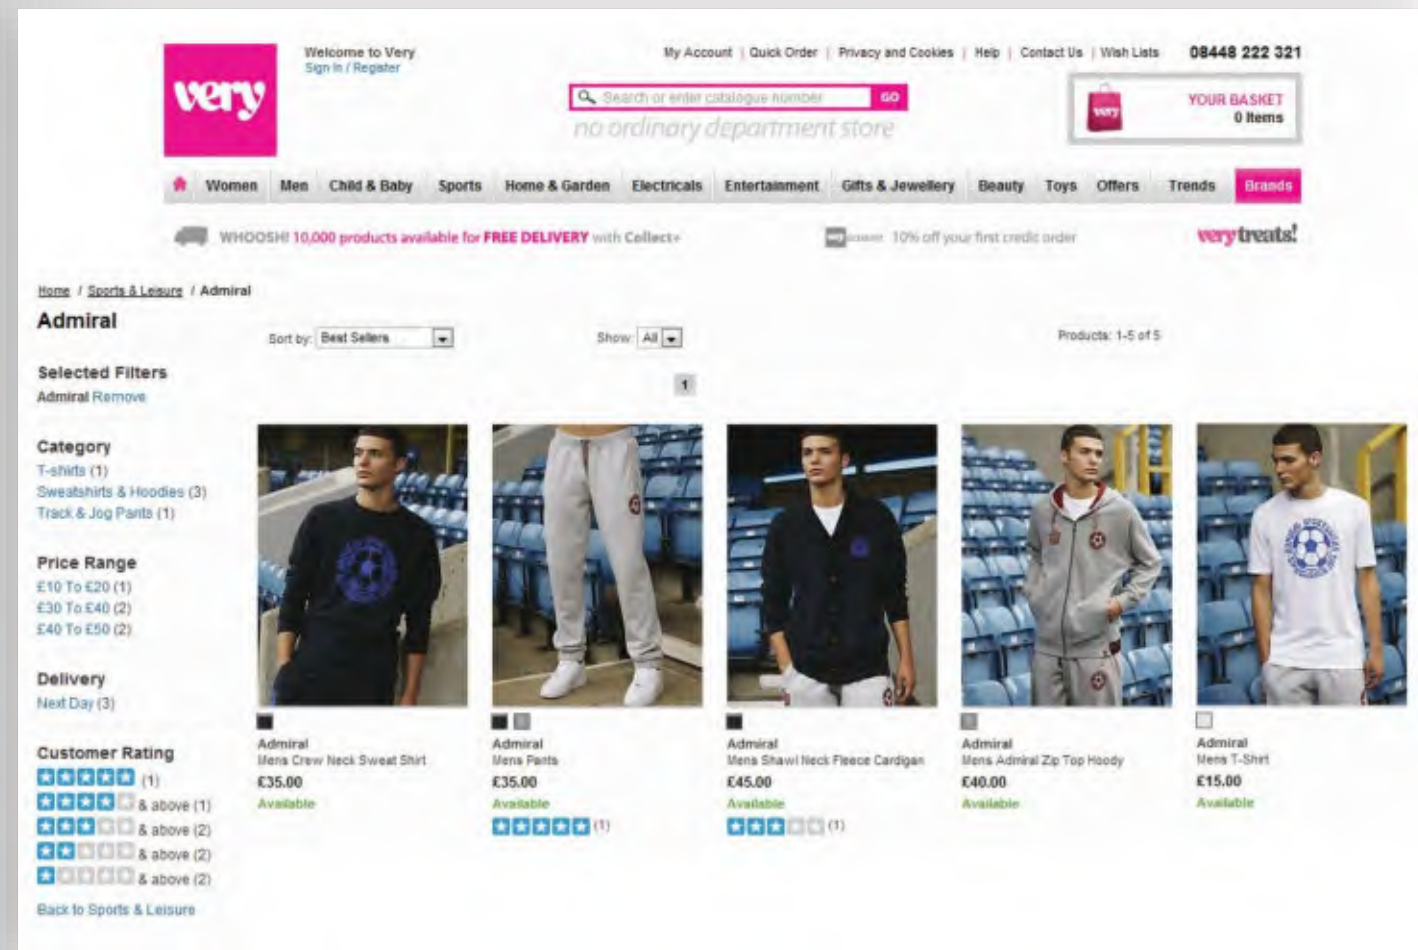 very
Welcome to Very
Sign In / Register
My Account | Quick Order | Privacy and Cookies | Help | Contact Us | Wish Lists
08448 222 321
Search or enter catalogue number
GO
no ordinary department store
very
YOUR BASKET
0 Items
Women Men Child & Baby Sports Home & Garden Electricals Entertainment Gifts & Jewellery Beauty Toys Offers Trends Brands
WHOOSH! 10,000 products available for FREE DELIVERY with Collect+
10% off your first credit order
verytreats!
Home / Sports & Leisure / Admiral
Admiral
Sort by: Best Sellers
Show: All
Products: 1-5 of 5
1
Selected Filters
Admiral Remove
Category
T-shirts (1)
Sweatshirts & Hoodies (3)
Track & Jog Pants (1)
Price Range
£10 To £20 (1)
£30 To £40 (2)
£40 To £50 (2)
Delivery
Next Day (3)
Customer Rating
(1)
& above (1)
& above (2)
& above (2)
& above (2)
Back to Sports & Leisure
Admiral
Mens Crew Neck Sweat Shirt
£35.00
Available
Admiral
Mens Pants
£35.00
Available
(1)
Admiral
Mens Shawl Neck Fleece Cardigan
£45.00
Available
(1)
Admiral
Mens Admiral Zip Top Hoody
£40.00
Available
Admiral
Mens T-Shirt
£15.00
Available